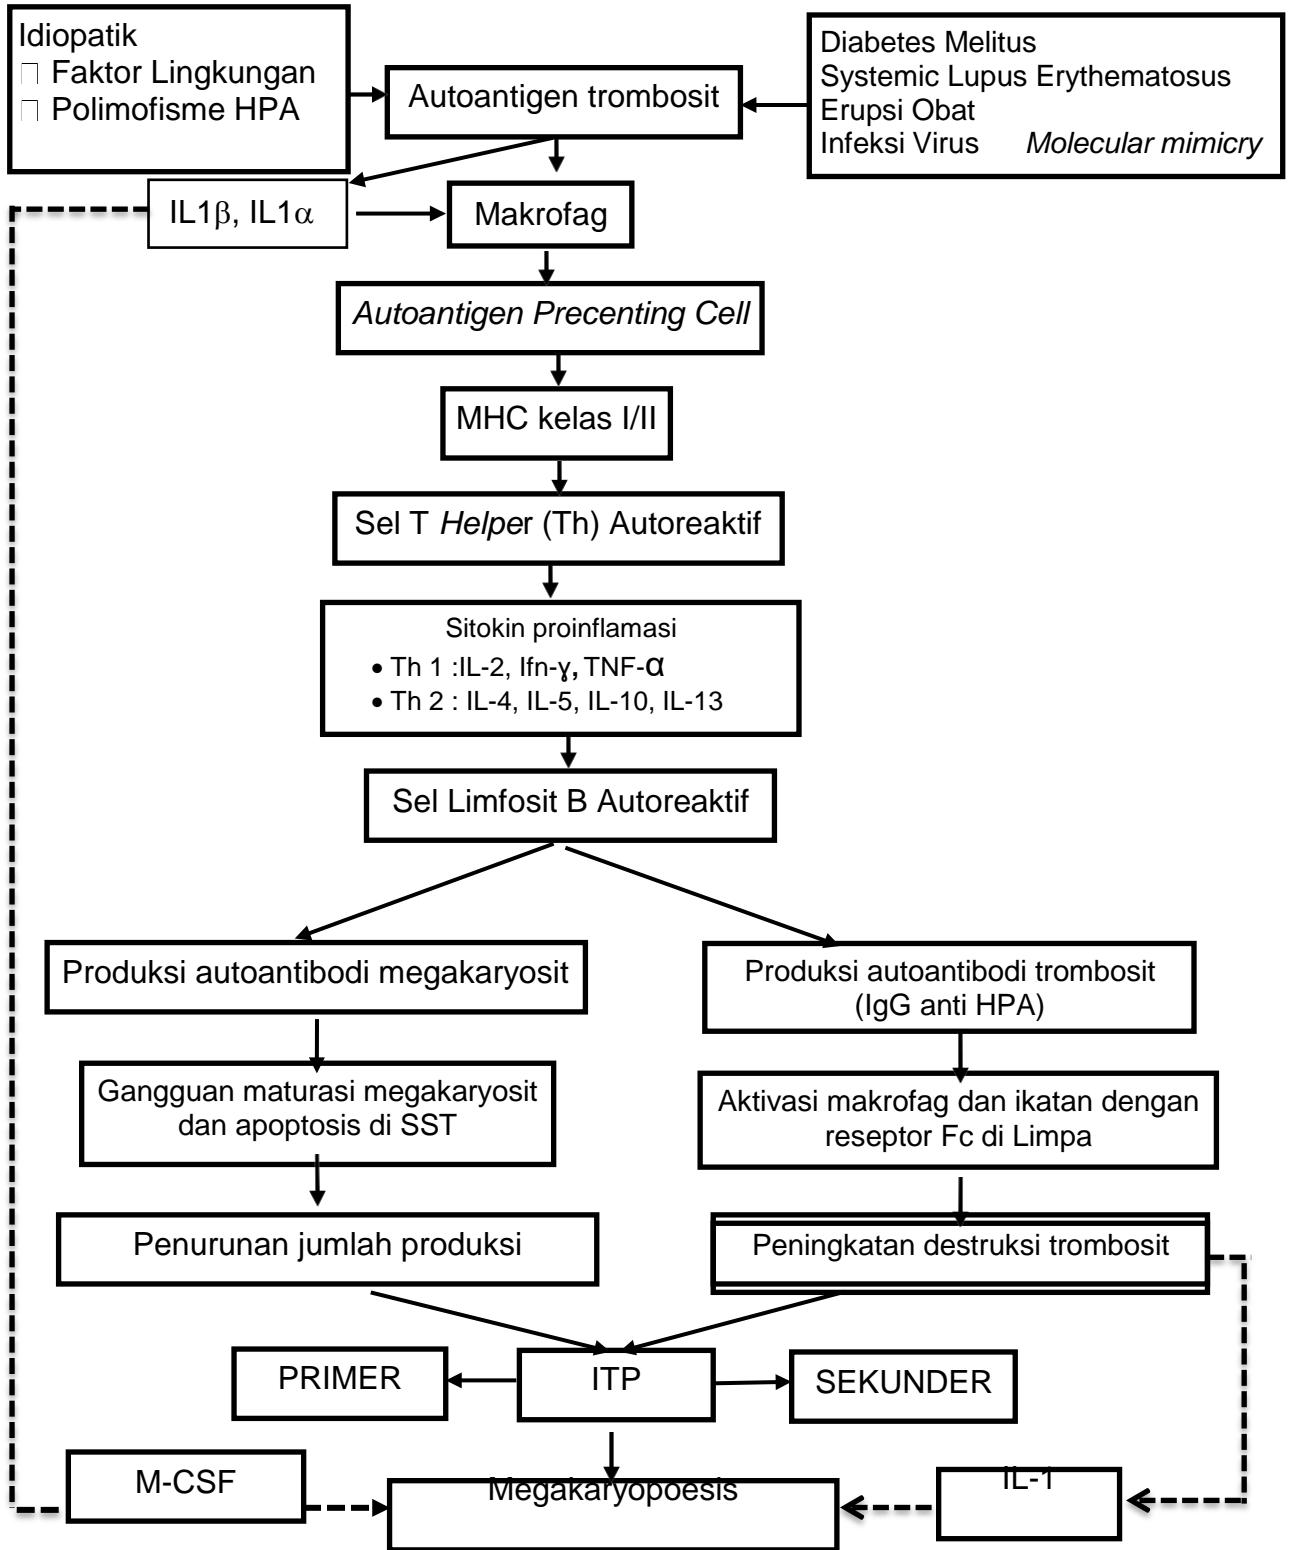 Idiopatik
 Faktor Lingkungan
 Polimofisme HPA
Autoantigen trombosit
Diabetes Melitus
Systemic Lupus Erythematosus
Erupsi Obat
Infeksi Virus Molecular mimicry
IL1β, IL1α
Makrofag
Autoantigen Precenting Cell
MHC kelas I/II
Sel T Helper (Th) Autoreaktif
Sitokin proinflamasi
• Th 1 :IL-2, Ifn-ɣ, TNF-α
• Th 2 : IL-4, IL-5, IL-10, IL-13
Sel Limfosit B Autoreaktif
Produksi autoantibodi megakaryosit
Produksi autoantibodi trombosit
(IgG anti HPA)
Gangguan maturasi megakaryosit
dan apoptosis di SST
Aktivasi makrofag dan ikatan dengan
reseptor Fc di Limpa
Penurunan jumlah produksi
Peningkatan destruksi trombosit
PRIMER
ITP
SEKUNDER
M-CSF
Megakaryopoesis
IL-1